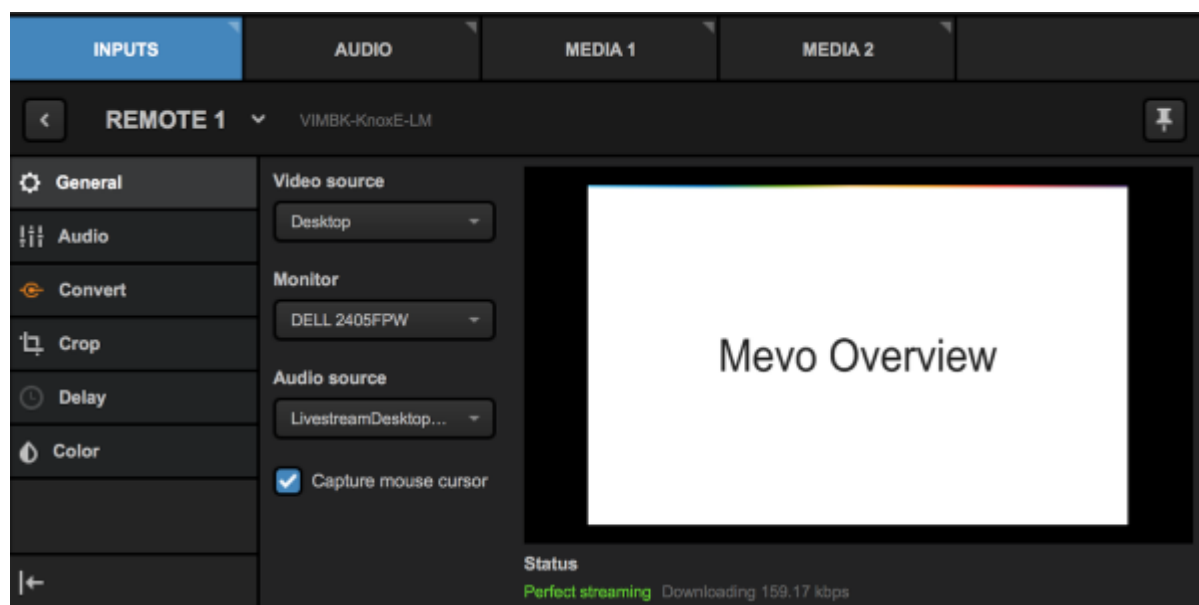 INPUTS AUDIO MEDIA 1 MEDIA 2
REMOTE 1 VIMBK-KnoxE-LM
General
Audio
Convert
Crop
Delay
Color
Video source
Desktop
Monitor
DELL 2405FPW
Audio source
LivestreamDesktop...
Capture mouse cursor
Mevo Overview
Status
Perfect streaming Downloading 159.17 kbps